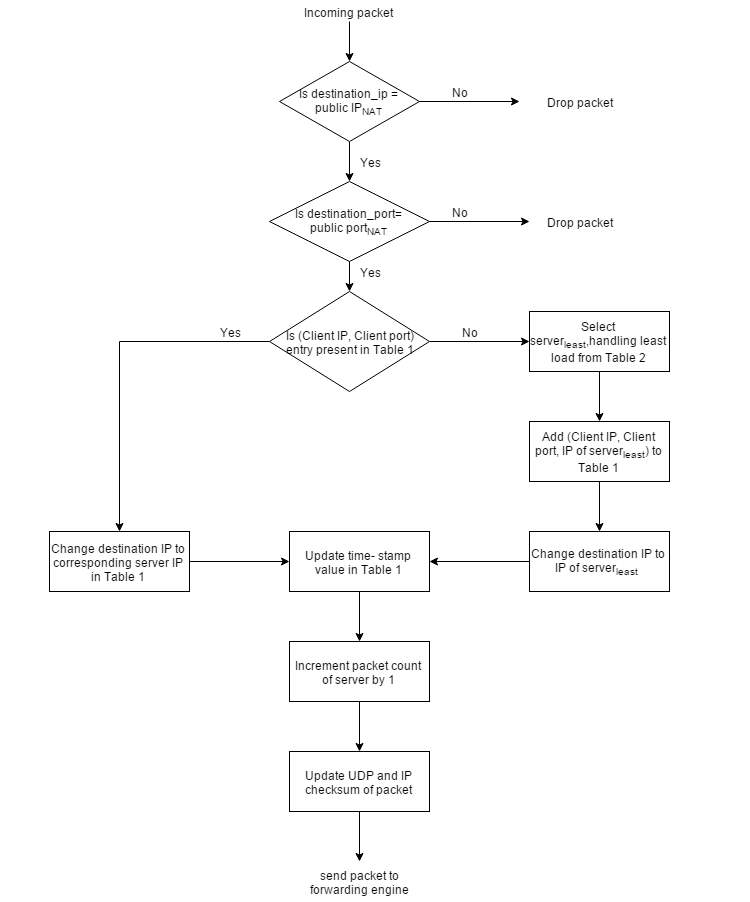 Incoming packet
Is destination_ip =
public IPNAT
No
Drop packet
Yes
Is destination_port=
public portNAT
No
Drop packet
Yes
Is (Client IP, Client port)
entry present in Table 1
Yes
No
Select
serverleast,handling least
load from Table 2
Add (Client IP, Client
port, IP of serverleast) to
Table 1
Change destination IP to
corresponding server IP
in Table 1
Update time- stamp
value in Table 1
Change destination IP to
IP of serverleast
Increment packet count
of server by 1
Update UDP and IP
checksum of packet
send packet to
forwarding engine